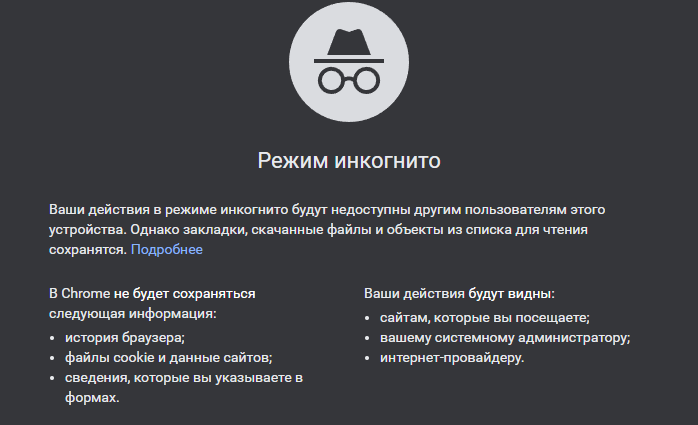 Режим инкогнито
Ваши действия в режиме инкогнито будут недоступны другим пользователям этого
устройства. Однако закладки, скачанные файлы и объекты из списка для чтения
сохранятся. Подробнее
В Chrome не будет сохраняться
следующая информация:
• история браузера;
• файлы cookie и данные сайтов;
• сведения, которые вы указываете в
формах.
Ваши действия будут видны:
• сайтам, которые вы посещаете;
• вашему системному администратору;
• интернет-провайдеру.